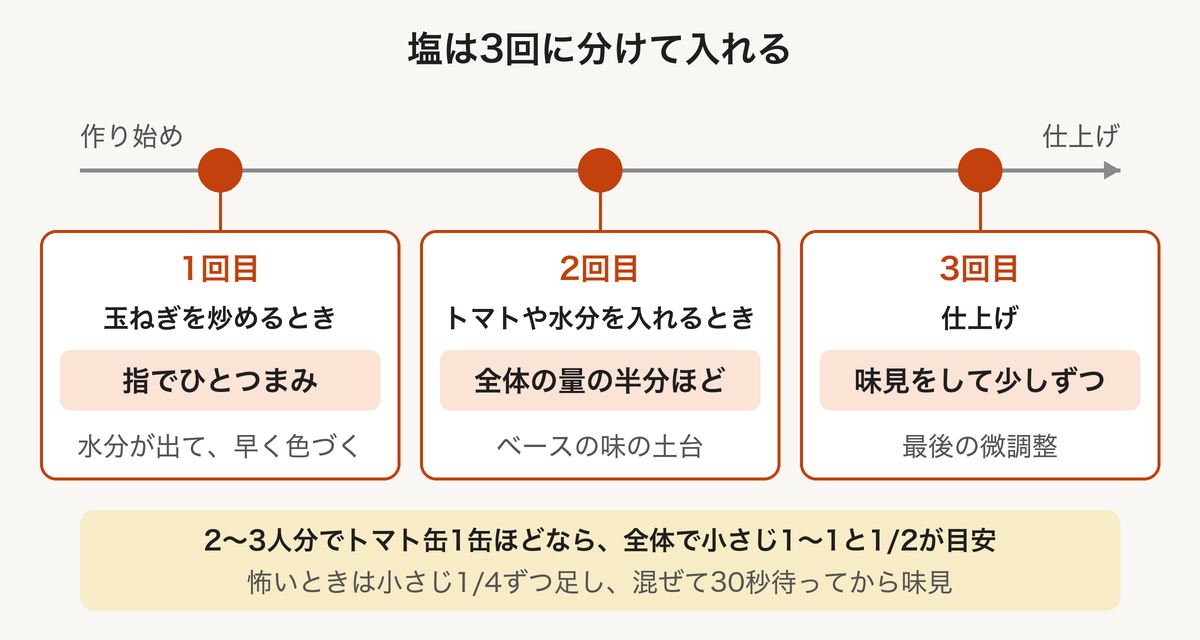 塩は3回に分けて入れる
作り始め
仕上げ
1回目
玉ねぎを炒めるとき
指でひとつまみ
水分が出て、早く色づく
2回目
トマトや水分を入れるとき
全体の量の半分ほど
ベースの味の土台
3回目
仕上げ
味見をして少しずつ
最後の微調整
2〜3人分でトマト缶1缶ほどなら、全体で小さじ1〜1と1/2が目安
怖いときは小さじ1/4ずつ足し、混ぜて30秒待ってから味見